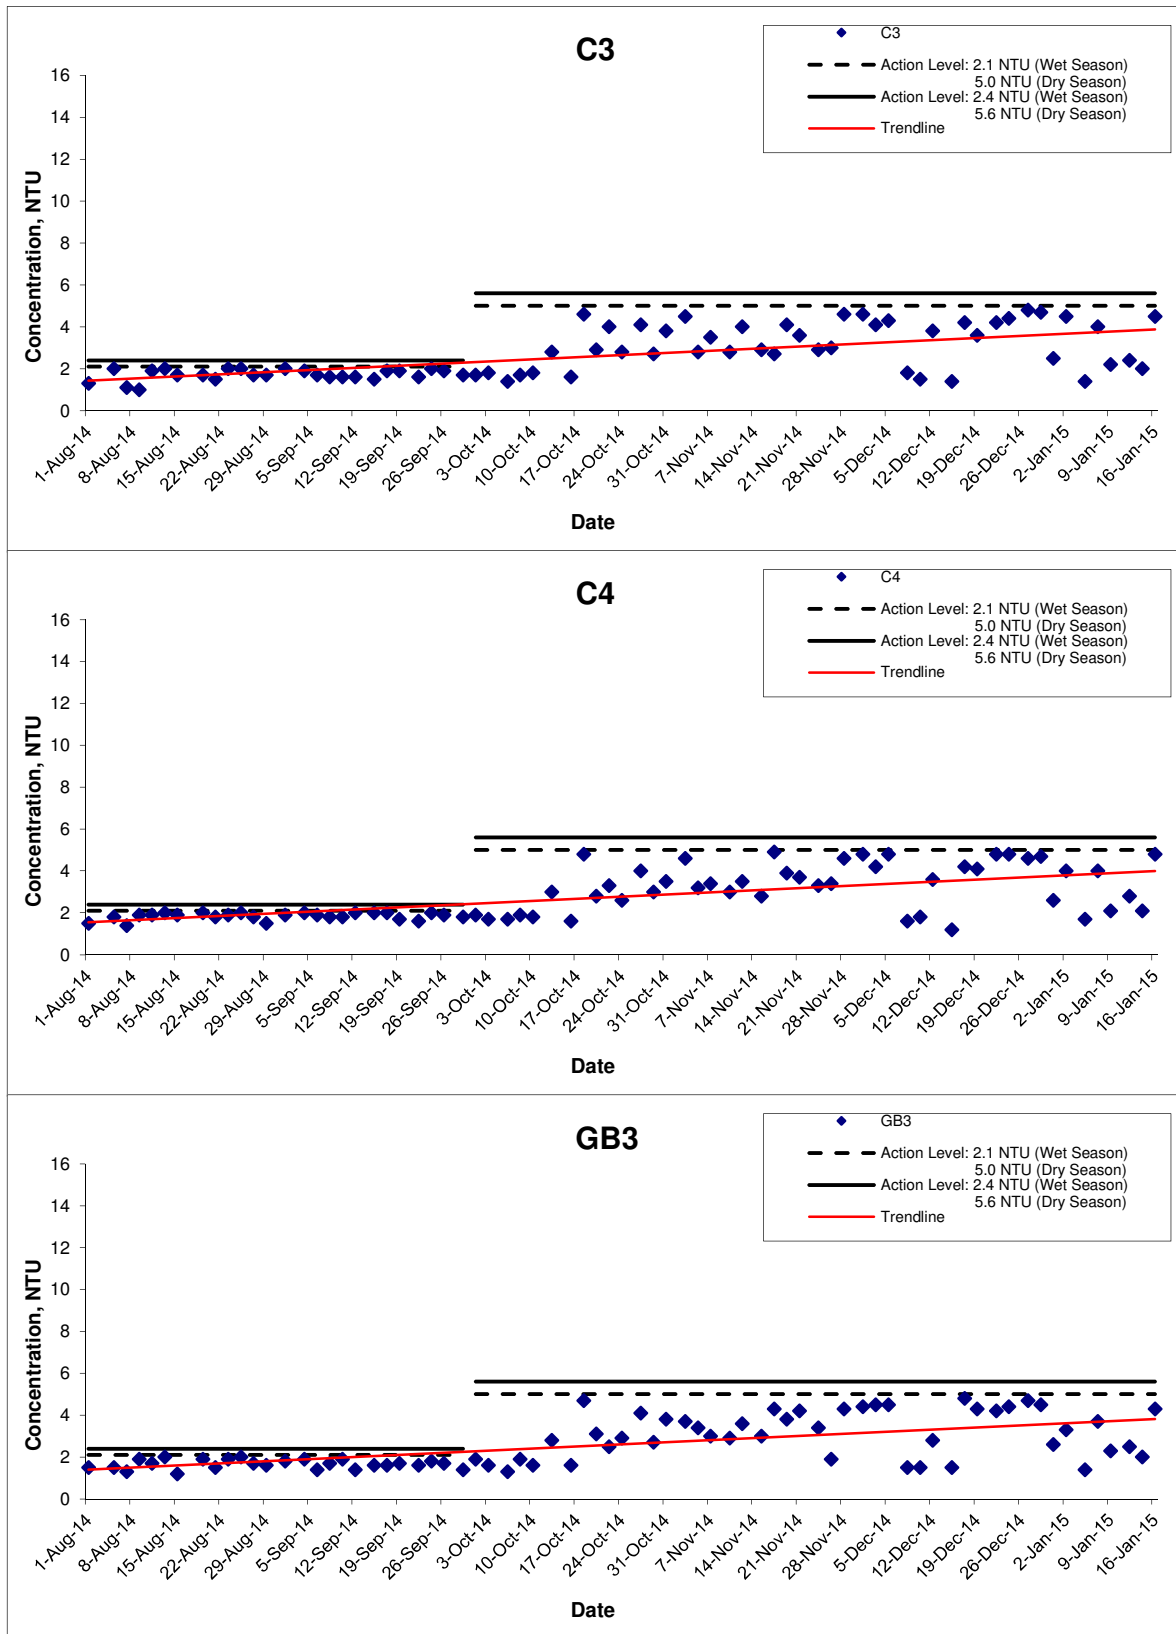 C3
C3
Action Level: 2.1 NTU (Wet Season)
5.0 NTU (Dry Season)
Action Level: 2.4 NTU (Wet Season)
5.6 NTU (Dry Season)
Trendline
Concentration, NTU
16
14
12
10
8
6
4
2
0
1-Aug-14
8-Aug-14
15-Aug-14
22-Aug-14
29-Aug-14
5-Sep-14
12-Sep-14
19-Sep-14
26-Sep-14
3-Oct-14
10-Oct-14
17-Oct-14
24-Oct-14
31-Oct-14
7-Nov-14
14-Nov-14
21-Nov-14
28-Nov-14
5-Dec-14
12-Dec-14
19-Dec-14
26-Dec-14
2-Jan-15
9-Jan-15
16-Jan-15
Date
C4
C4
Action Level: 2.1 NTU (Wet Season)
5.0 NTU (Dry Season)
Action Level: 2.4 NTU (Wet Season)
5.6 NTU (Dry Season)
Trendline
Concentration, NTU
16
14
12
10
8
6
4
2
0
1-Aug-14
8-Aug-14
15-Aug-14
22-Aug-14
29-Aug-14
5-Sep-14
12-Sep-14
19-Sep-14
26-Sep-14
3-Oct-14
10-Oct-14
17-Oct-14
24-Oct-14
31-Oct-14
7-Nov-14
14-Nov-14
21-Nov-14
28-Nov-14
5-Dec-14
12-Dec-14
19-Dec-14
26-Dec-14
2-Jan-15
9-Jan-15
16-Jan-15
Date
GB3
GB3
Action Level: 2.1 NTU (Wet Season)
5.0 NTU (Dry Season)
Action Level: 2.4 NTU (Wet Season)
5.6 NTU (Dry Season)
Trendline
Concentration, NTU
16
14
12
10
8
6
4
2
0
1-Aug-14
8-Aug-14
15-Aug-14
22-Aug-14
29-Aug-14
5-Sep-14
12-Sep-14
19-Sep-14
26-Sep-14
3-Oct-14
10-Oct-14
17-Oct-14
24-Oct-14
31-Oct-14
7-Nov-14
14-Nov-14
21-Nov-14
28-Nov-14
5-Dec-14
12-Dec-14
19-Dec-14
26-Dec-14
2-Jan-15
9-Jan-15
16-Jan-15
Date